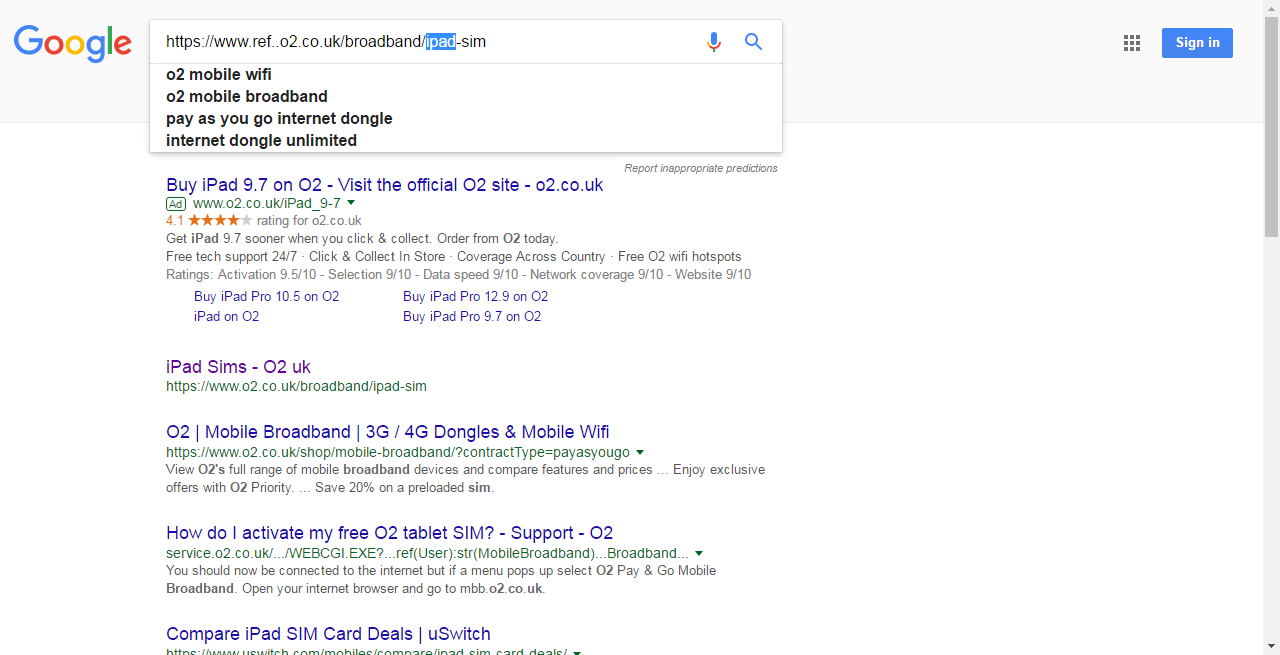 Google
https://www.ref..o2.co.uk/broadband/ipad-sim
Sign in
o2 mobile wifi
o2 mobile broadband
pay as you go internet dongle
internet dongle unlimited
Report inappropriate predictions
Buy iPad 9.7 on O2 - Visit the official O2 site - o2.co.uk
Ad www.o2.co.uk/iPad_9-7
4.1 ★★★★★ rating for o2.co.uk
Get iPad 9.7 sooner when you click & collect. Order from O2 today.
Free tech support 24/7 · Click & Collect In Store · Coverage Across Country · Free O2 wifi hotspots
Ratings: Activation 9.5/10 - Selection 9/10 - Data speed 9/10 - Network coverage 9/10 - Website 9/10
Buy iPad Pro 10.5 on O2 Buy iPad Pro 12.9 on O2
iPad on O2 Buy iPad Pro 9.7 on O2
iPad Sims - O2 uk
https://www.o2.co.uk/broadband/ipad-sim
O2 | Mobile Broadband | 3G / 4G Dongles & Mobile Wifi
https://www.o2.co.uk/shop/mobile-broadband/?contractType=payasyougo
View O2's full range of mobile broadband devices and compare features and prices ... Enjoy exclusive
offers with O2 Priority. ... Save 20% on a preloaded sim.
How do I activate my free O2 tablet SIM? - Support - O2
service.o2.co.uk/.../WEBCGI.EXE?...ref(User):str(MobileBroadband)...Broadband...
You should now be connected to the internet but if a menu pops up select O2 Pay & Go Mobile
Broadband. Open your internet browser and go to mbb.o2.co.uk.
Compare iPad SIM Card Deals | uSwitch
https://www.uswitch.com/mobiles/compare/ipad-sim-card-deals/